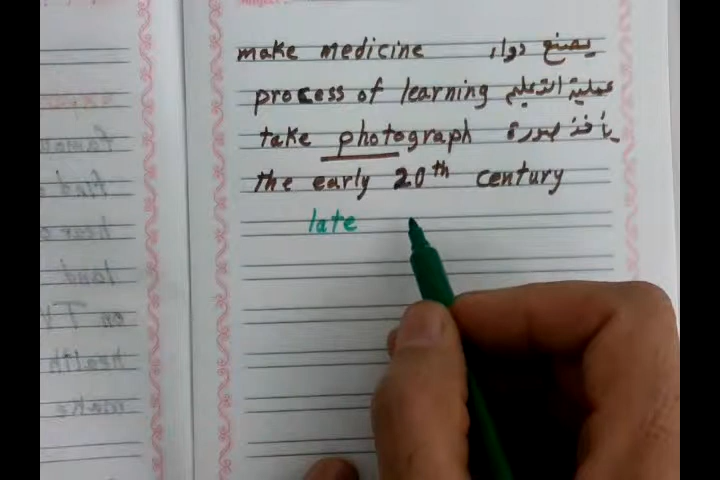 make medicine يصنع دواء
process of learning عملية التعليم
take photograph يأخذ صورة
the early 20th century
late